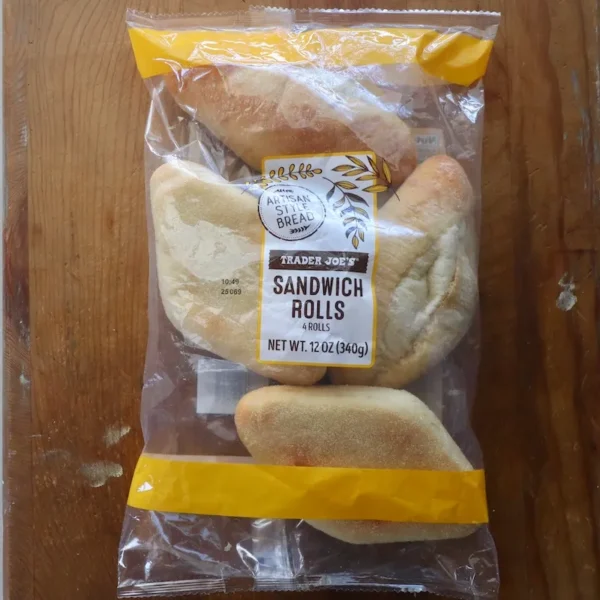 ARTISAN
STYLE
BREAD
TRADER JOE'S
SANDWICH
ROLLS
4 ROLLS
NET WT. 12 OZ (340g)
10:49
25089